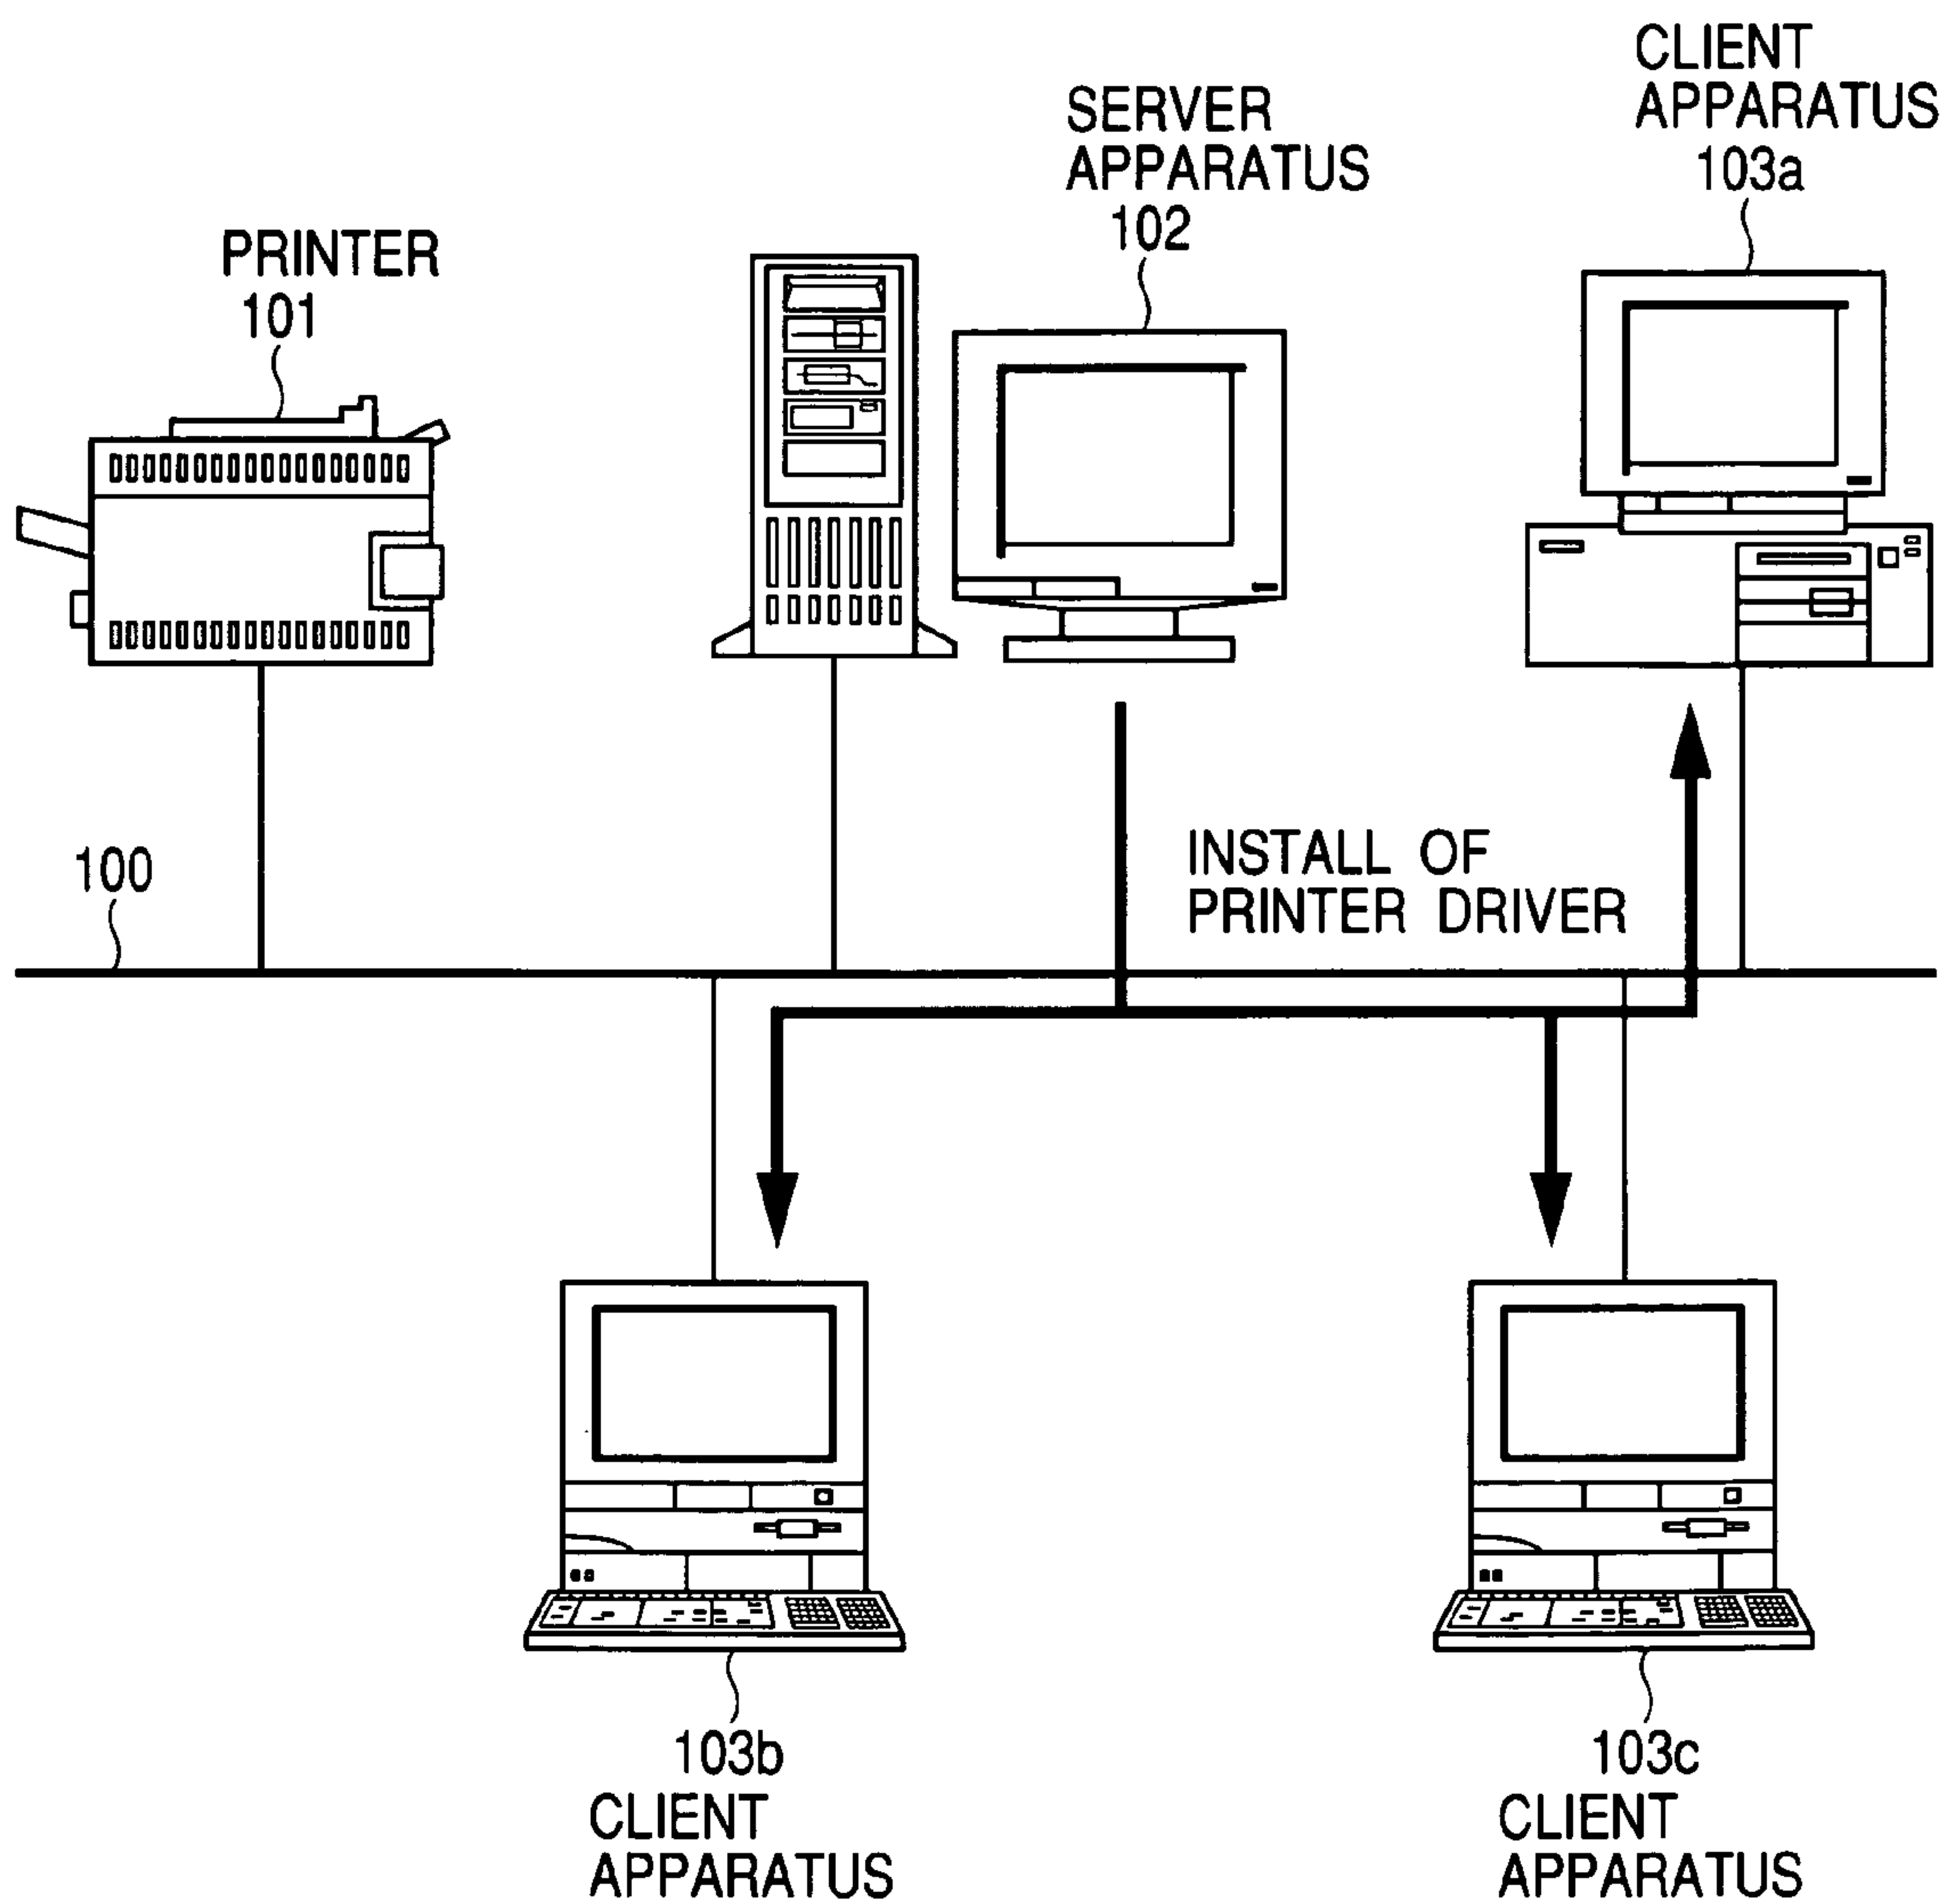 CLIENT
APPARATUS
103a
SERVER
APPARATUS
102
PRINTER
101
INSTALL OF
PRINTER DRIVER
100
103b
CLIENT
APPARATUS
103c
CLIENT
APPARATUS